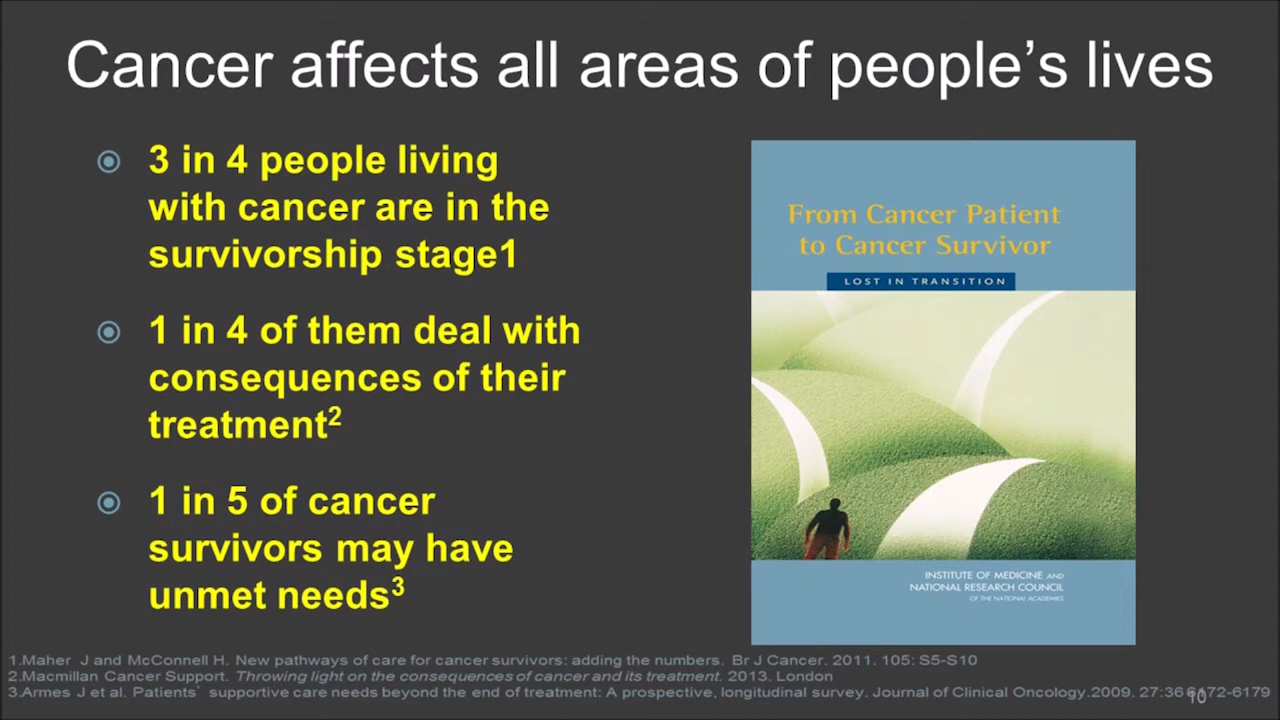 Cancer affects all areas of people’s lives
3 in 4 people living
with cancer are in the
survivorship stage1
1 in 4 of them deal with
consequences of their
treatment²
1 in 5 of cancer
survivors may have
unmet needs³
From Cancer Patient
to Cancer Survivor
LOST IN TRANSITION
INSTITUTE OF MEDICINE AND
NATIONAL RESEARCH COUNCIL
OF THE NATIONAL ACADEMIES
1.Maher J and McConnell H. New pathways of care for cancer survivors: adding the numbers. Br J Cancer. 2011. 105: S5-S10
2.Macmillan Cancer Support. Throwing light on the consequences of cancer and its treatment. 2013. London
3.Armes J et al. Patients` supportive care needs beyond the end of treatment: A prospective, longitudinal survey. Journal of Clinical Oncology.2009. 27:36 6172-6179
10